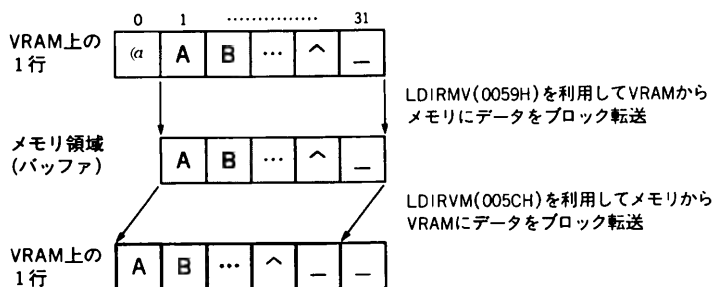 0 1 ‥‥‥‥‥‥ 31
VRAM上の
1行
@ A B … ^ _
LDIRMV(0059H)を利用してVRAMから
メモリにデータをブロック転送
メモリ領域
(バッファ)
A B … ^ _
LDIRVM(005CH)を利用してメモリから
VRAMにデータをブロック転送
VRAM上の
1行
A B … ^ _ _